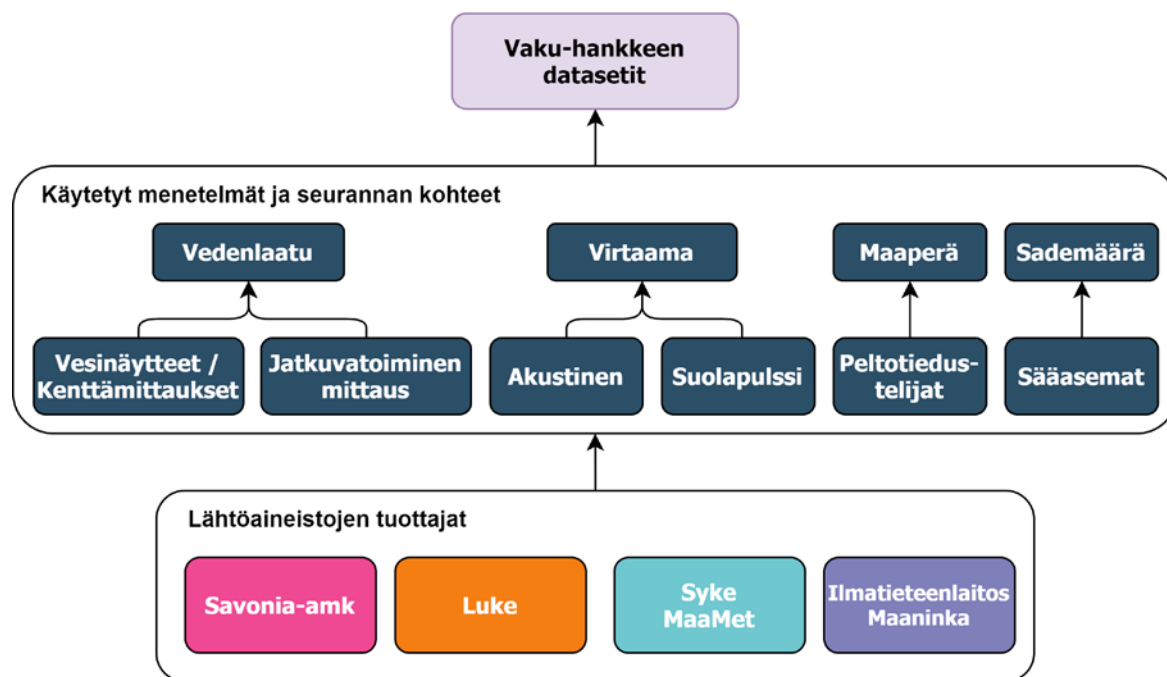 Vaku-hankkeen
datasetit
Käytetyt menetelmät ja seurannan kohteet
Vedenlaatu
Virtaama
Maaperä
Sademäärä
Vesinäytteet /
Kenttämittaukset
Jatkuvatoiminen
mittaus
Akustinen
Suolapulssi
Peltotiedus-
telijat
Sääasemat
Lähtöaineistojen tuottajat
Savonia-amk
Luke
Syke
MaaMet
Ilmatieteenlaitos
Maaninka